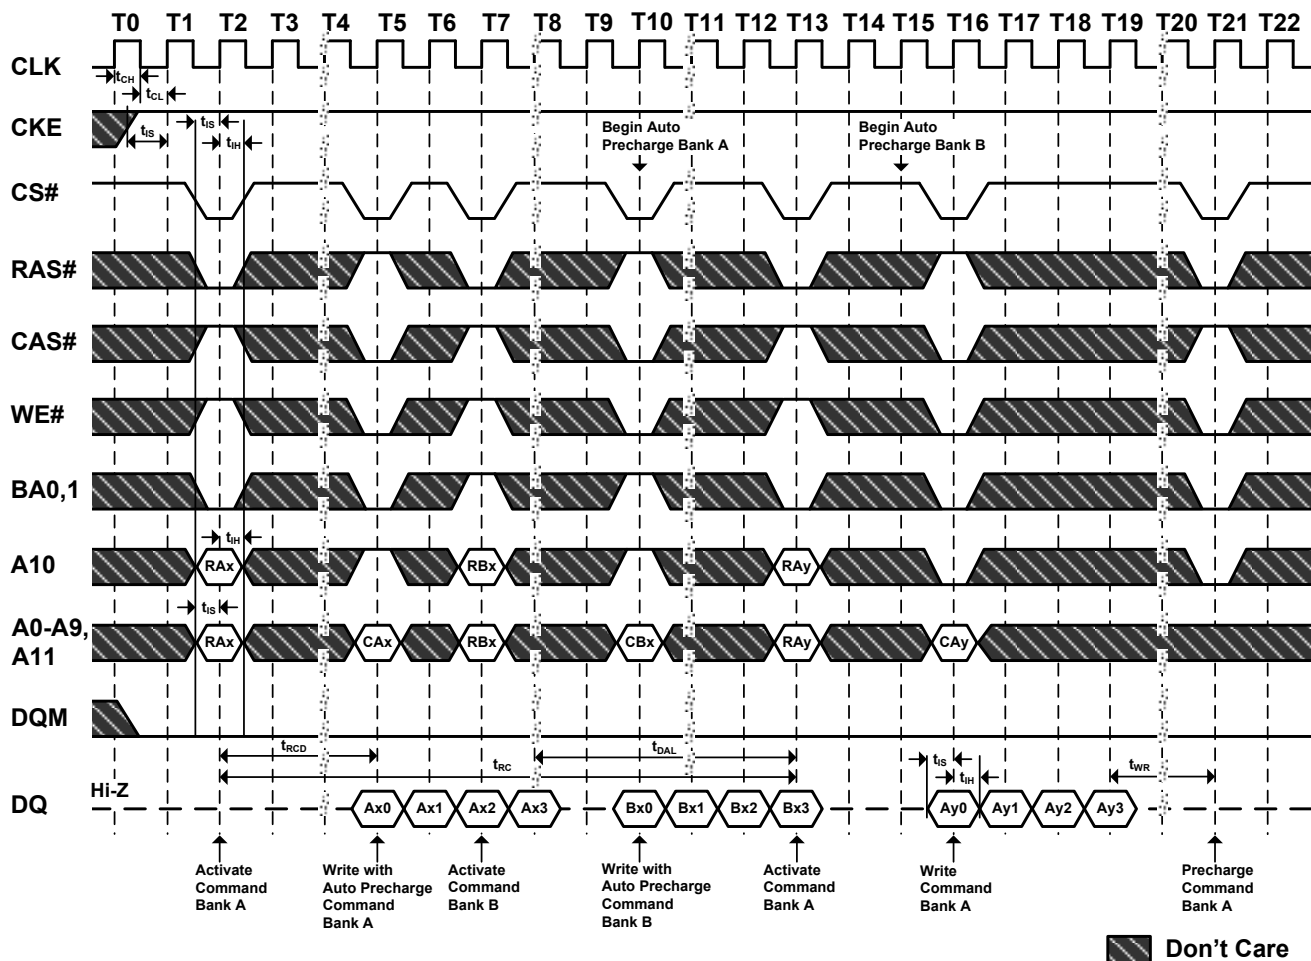 T0 T1 T2 T3 T4 T5 T6 T7 T8 T9 T10 T11 T12 T13 T14 T15 T16 T17 T18 T19 T20 T21 T22
CLK
tCH
tCL
CKE
tIS
tIS
tIH
Begin Auto
Precharge Bank A
Begin Auto
Precharge Bank B
CS#
RAS#
CAS#
WE#
BA0,1
tIH
A10
RAx
RBx
RAy
tIS
A0-A9,
A11
RAx
CAx
RBx
CBx
RAy
CAy
DQM
tRCD
tDAL
tRC
tIS
tIH
tWR
Hi-Z
DQ
Ax0 Ax1 Ax2 Ax3 Bx0 Bx1 Bx2 Bx3 Ay0 Ay1 Ay2 Ay3
Activate
Command
Bank A
Write with
Auto Precharge
Command
Bank A
Activate
Command
Bank B
Write with
Auto Precharge
Command
Bank B
Activate
Command
Bank A
Write
Command
Bank A
Precharge
Command
Bank A
Don't Care